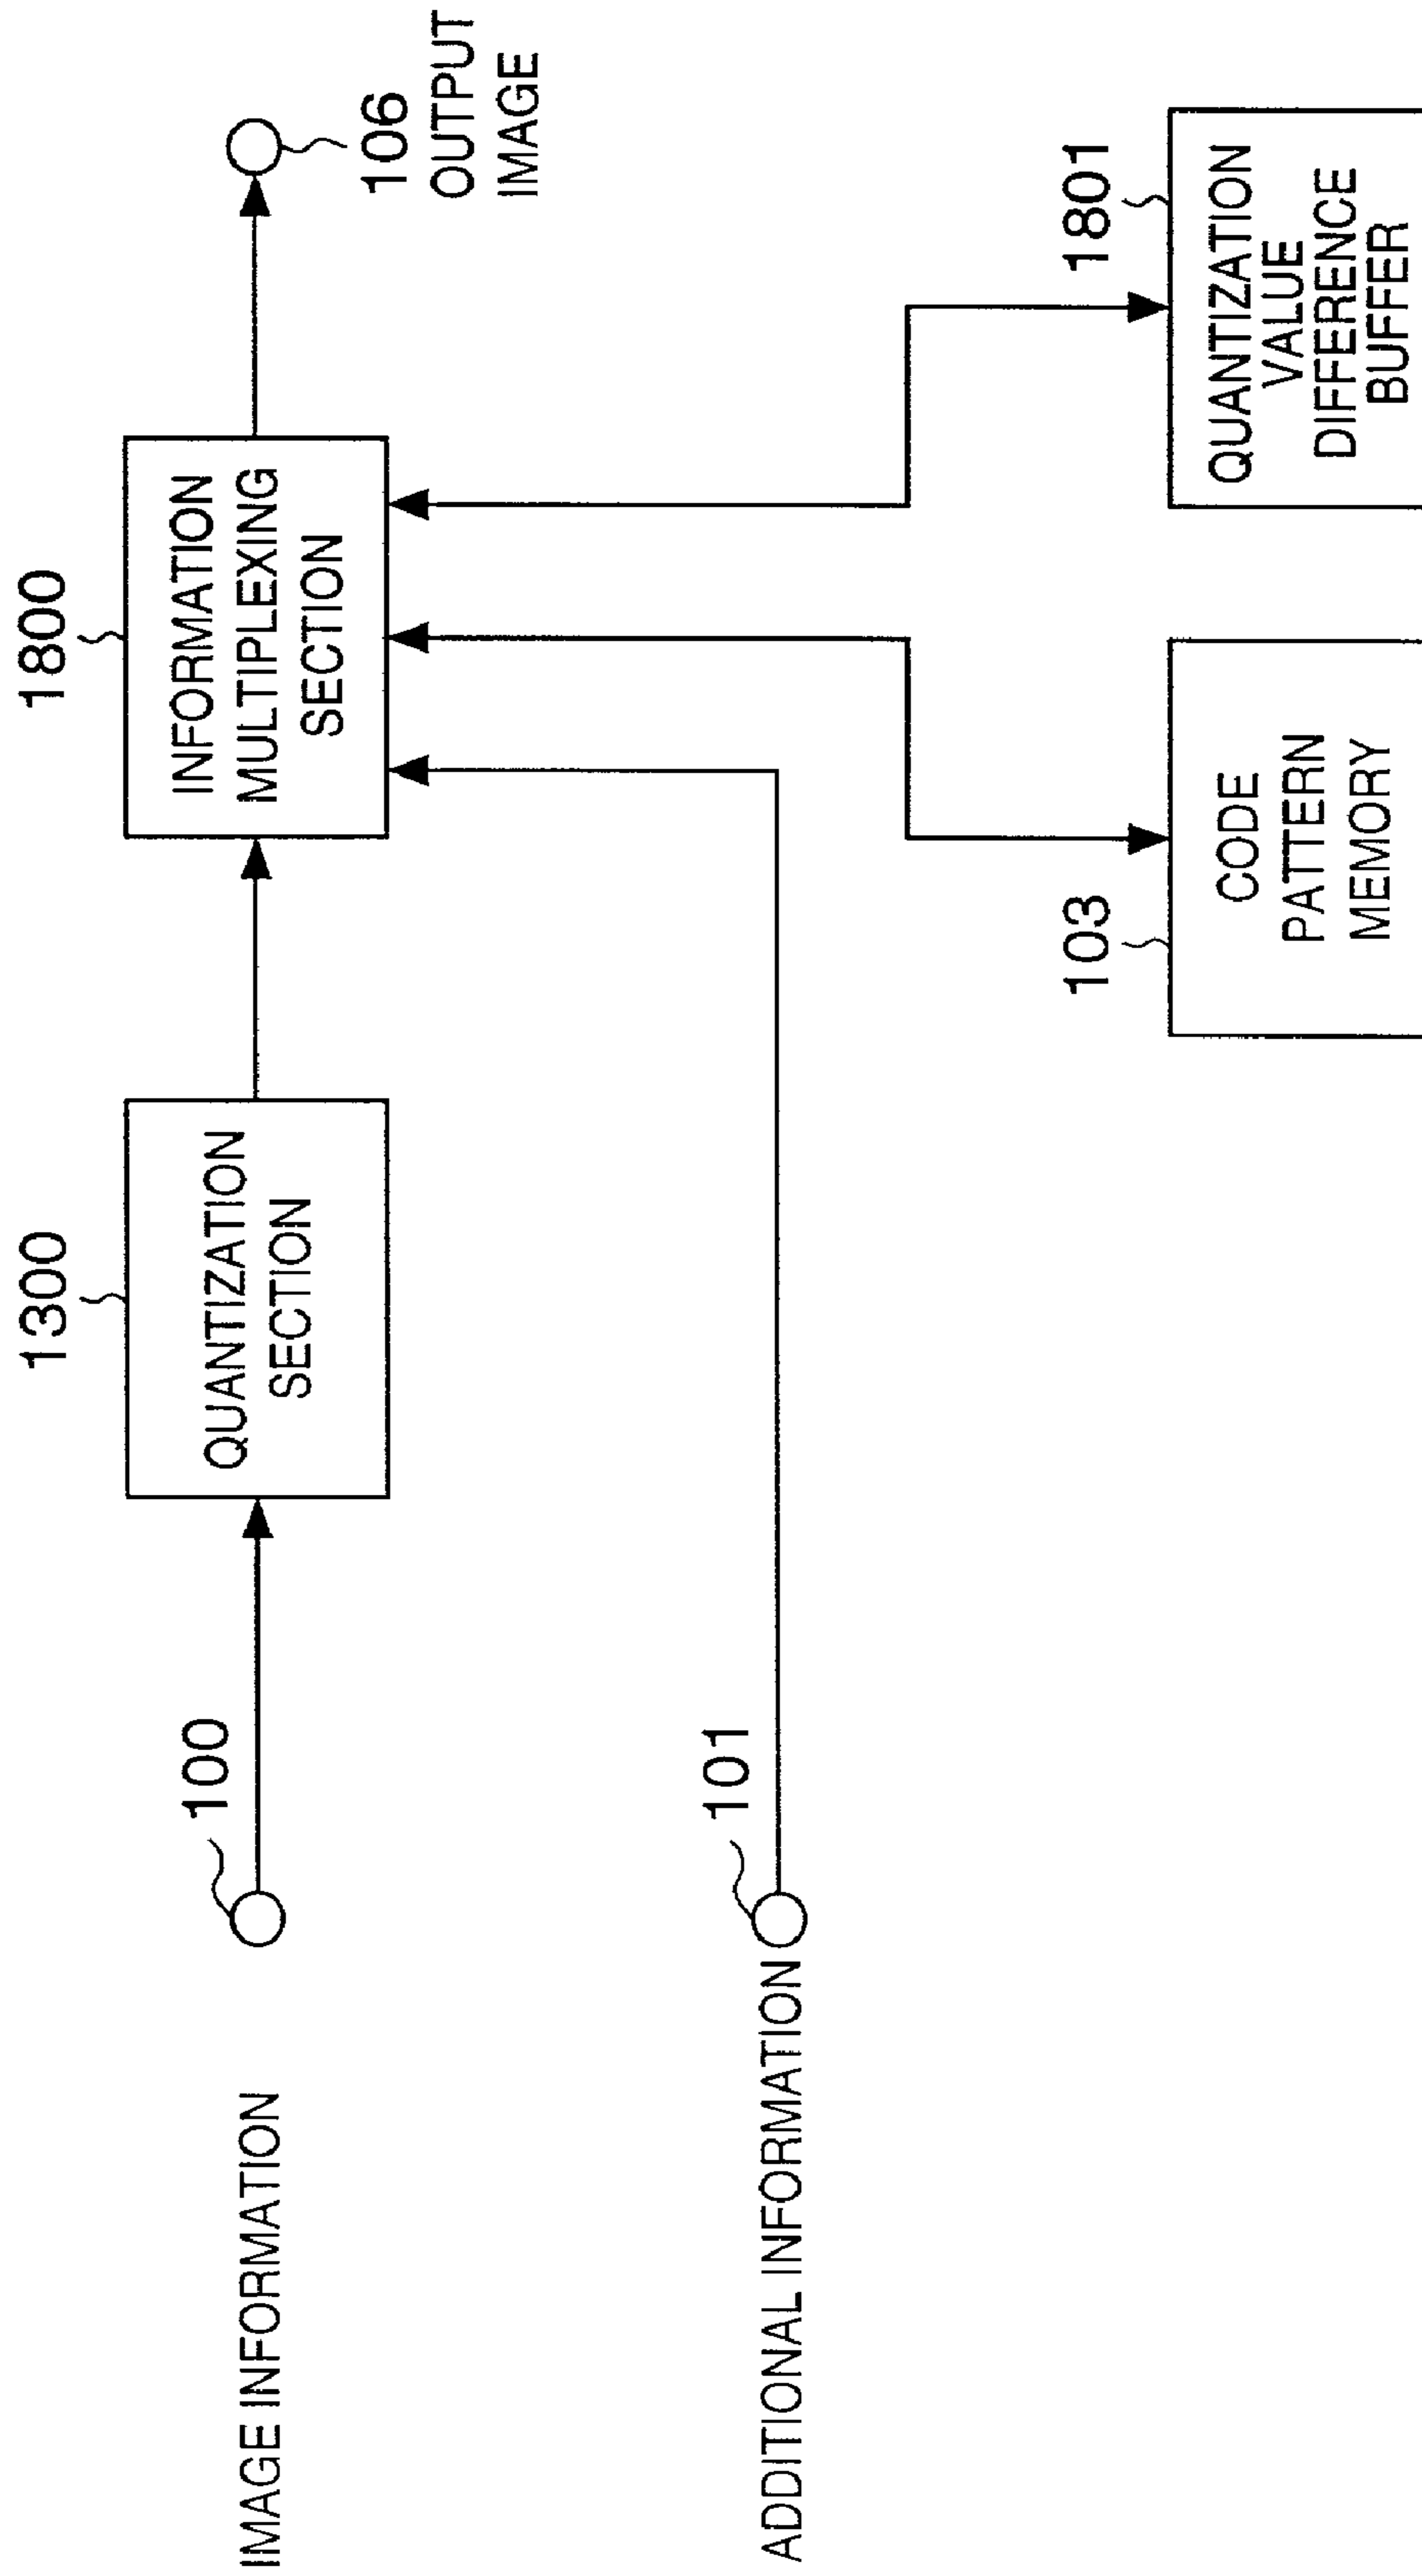 1300
1800
QUANTIZATION
SECTION
INFORMATION
MULTIPLEXING
SECTION
100
106
OUTPUT
IMAGE
IMAGE INFORMATION
101
ADDITIONAL INFORMATION
103
CODE
PATTERN
MEMORY
1801
QUANTIZATION
VALUE
DIFFERENCE
BUFFER